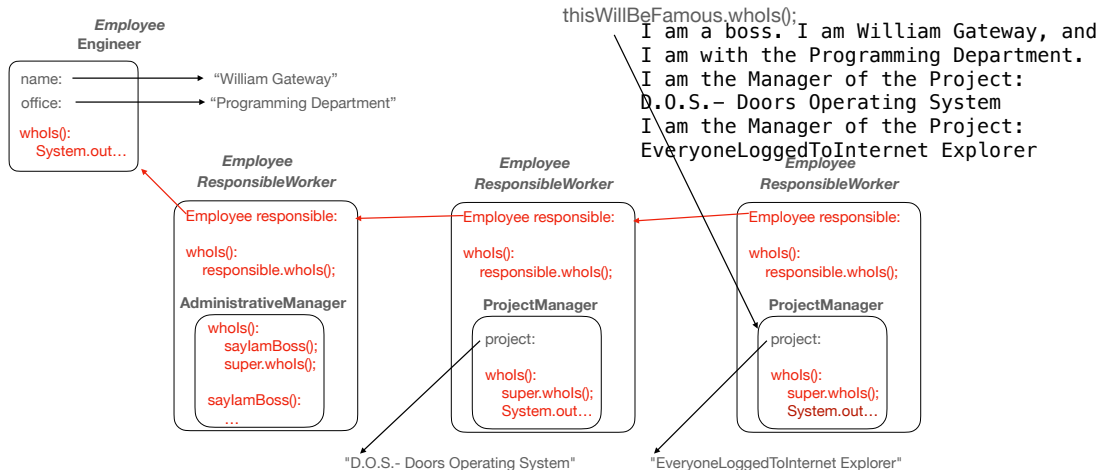 thisWillBeFamous.whoIs();
I am a boss. I am William Gateway, and
I am with the Programming Department.
I am the Manager of the Project:
D.O.S.– Doors Operating System
I am the Manager of the Project:
EveryoneLoggedToInternet Explorer
Employee
Engineer
name:
"William Gateway"
office:
"Programming Department"
whoIs():
System.out…
Employee
ResponsibleWorker
Employee responsible:
whoIs():
responsible.whoIs();
AdministrativeManager
whoIs():
sayIamBoss();
super.whoIs();
sayIamBoss():
…
Employee
ResponsibleWorker
Employee responsible:
whoIs():
responsible.whoIs();
ProjectManager
project:
whoIs():
super.whoIs();
System.out…
"D.O.S.- Doors Operating System"
Employee
ResponsibleWorker
Employee responsible:
whoIs():
responsible.whoIs();
ProjectManager
project:
whoIs():
super.whoIs();
System.out…
"EveryoneLoggedToInternet Explorer"